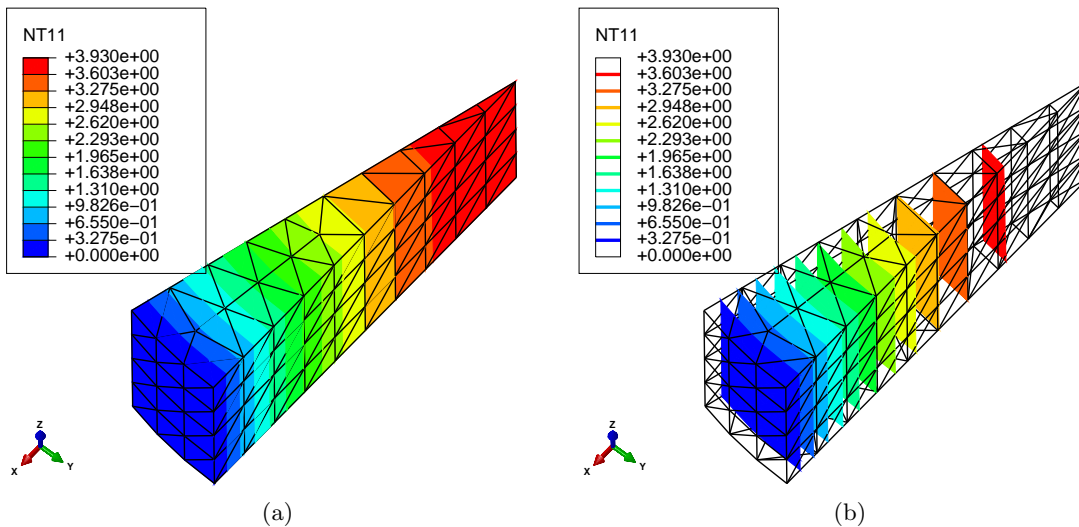 NT11
+3.930e+00
+3.603e+00
+3.275e+00
+2.948e+00
+2.620e+00
+2.293e+00
+1.965e+00
+1.638e+00
+1.310e+00
+9.826e−01
+6.550e−01
+3.275e−01
+0.000e+00
Z
X
Y
(a)
NT11
+3.930e+00
+3.603e+00
+3.275e+00
+2.948e+00
+2.620e+00
+2.293e+00
+1.965e+00
+1.638e+00
+1.310e+00
+9.826e−01
+6.550e−01
+3.275e−01
+0.000e+00
Z
X
Y
(b)